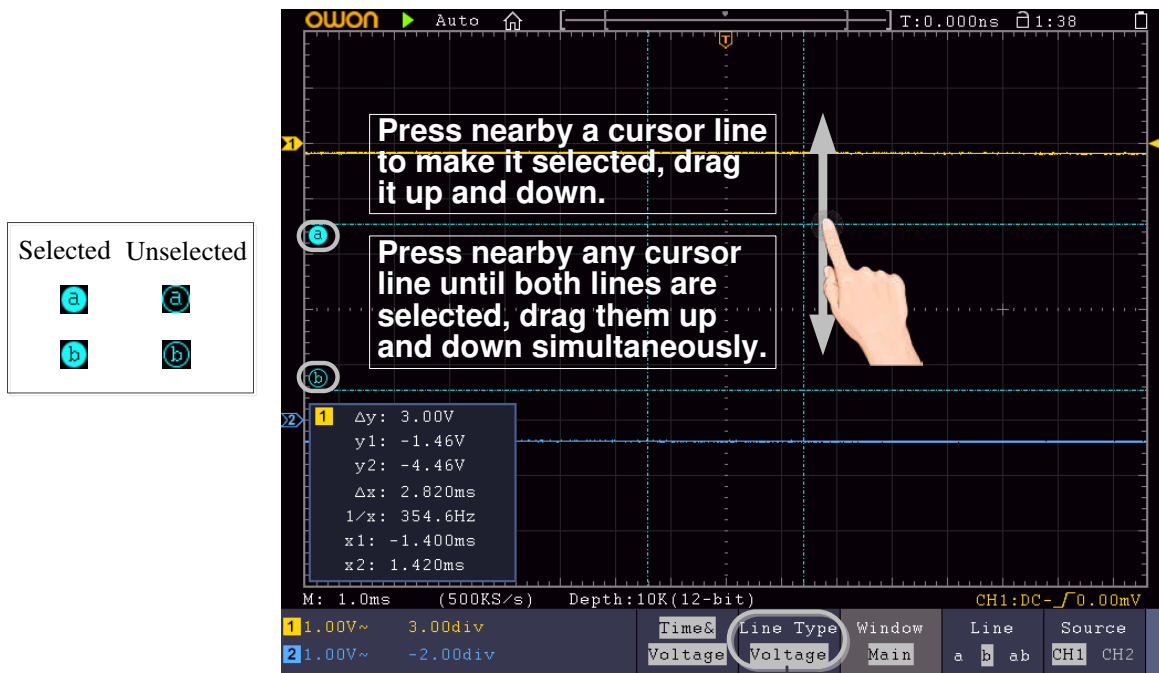 owon Auto T:0.000ns 1:38
T
Press nearby a cursor line
to make it selected, drag
it up and down.
1
a
Press nearby any cursor
line until both lines are
selected, drag them up
and down simultaneously.
b
Selected Unselected
a a
b b
2
1 Δy: 3.00V
y1: -1.46V
y2: -4.46V
Δx: 2.820ms
1/x: 354.6Hz
x1: -1.400ms
x2: 1.420ms
M: 1.0ms (500KS/s) Depth:10K(12-bit) CH1:DC- 0.00mV
1 1.00V~ 3.00div
2 1.00V~ -2.00div
Time& Voltage
Line Type Voltage
Window Main
Line a b ab
Source CH1 CH2